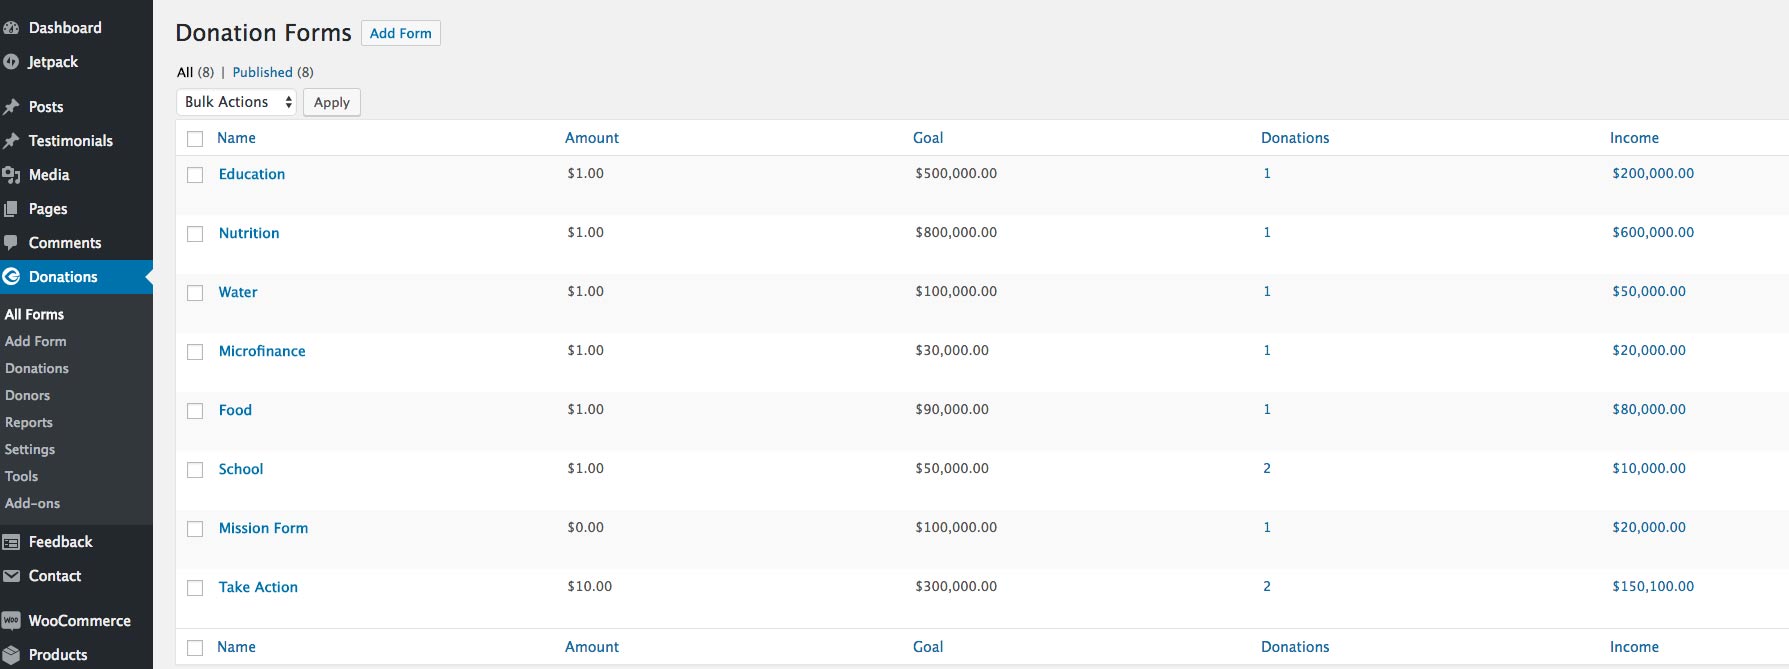 Dashboard
Jetpack
Posts
Testimonials
Media
Pages
Comments
Donations
All Forms
Add Form
Donations
Donors
Reports
Settings
Tools
Add-ons
Feedback
Contact
WOO WooCommerce
Products
Donation Forms Add Form
All (8) | Published (8)
Bulk Actions Apply
Name Amount Goal Donations Income
Education $1.00 $500,000.00 1 $200,000.00
Nutrition $1.00 $800,000.00 1 $600,000.00
Water $1.00 $100,000.00 1 $50,000.00
Microfinance $1.00 $30,000.00 1 $20,000.00
Food $1.00 $90,000.00 1 $80,000.00
School $1.00 $50,000.00 2 $10,000.00
Mission Form $0.00 $100,000.00 1 $20,000.00
Take Action $10.00 $300,000.00 2 $150,100.00
Name Amount Goal Donations Income